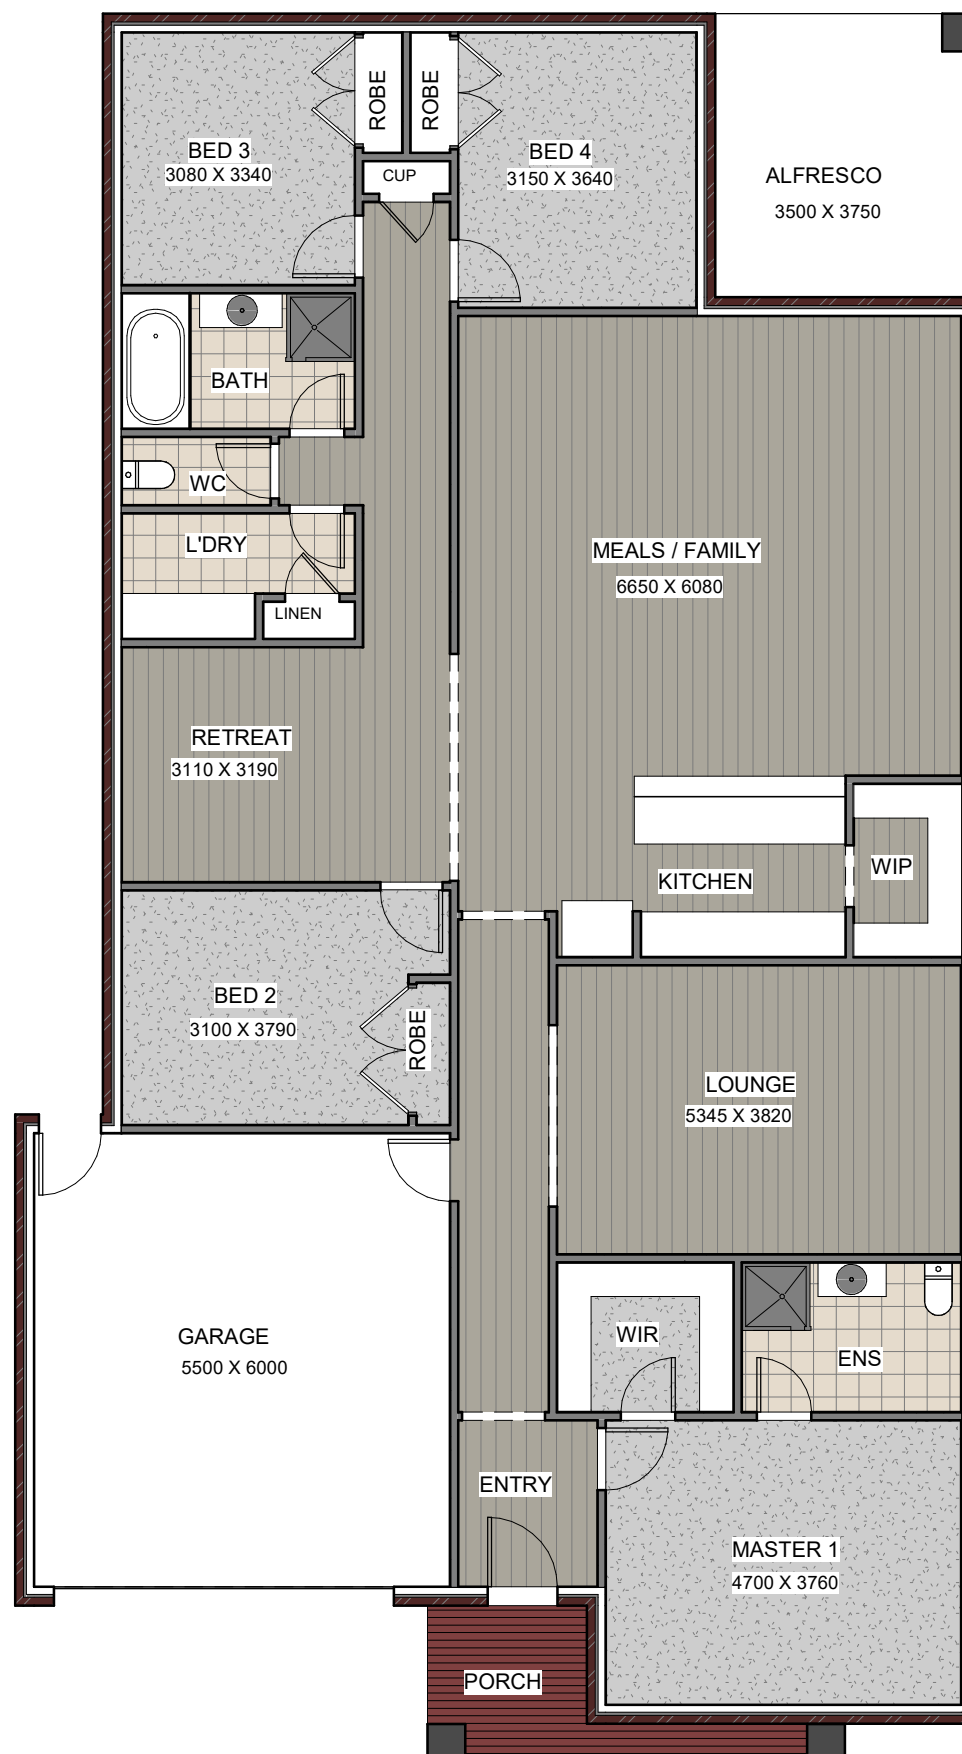 ROBE
ROBE
BED 3
3080 X 3340
BED 4
3150 X 3640
CUP
ALFRESCO
3500 X 3750
BATH
WC
L'DRY
LINEN
MEALS / FAMILY
6650 X 6080
RETREAT
3110 X 3190
KITCHEN
WIP
BED 2
3100 X 3790
ROBE
LOUNGE
5345 X 3820
GARAGE
5500 X 6000
WIR
ENS
ENTRY
MASTER 1
4700 X 3760
PORCH